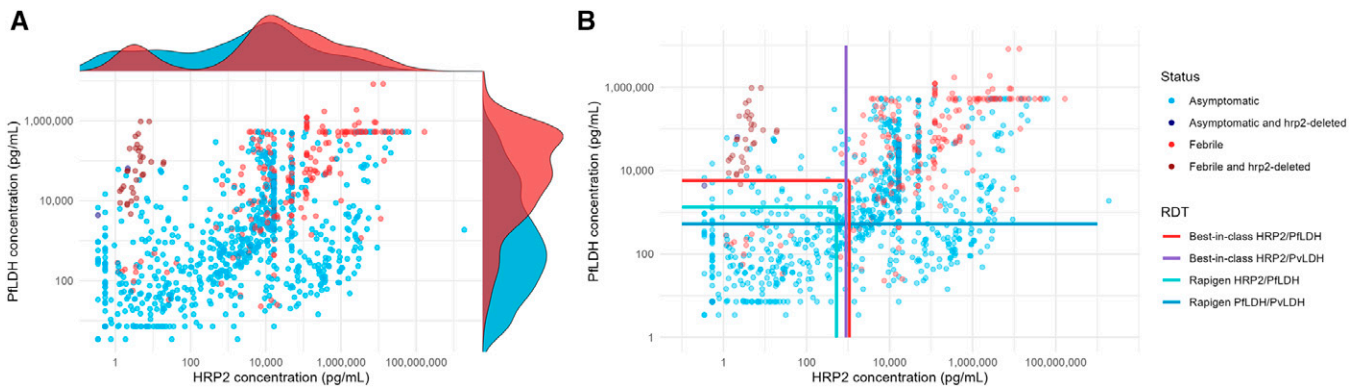 A
PfLDH concentration (pg/mL)
1,000,000
10,000
100
1
100
10,000
1,000,000
100,000,000
HRP2 concentration (pg/mL)
B
PfLDH concentration (pg/mL)
1,000,000
10,000
100
1
1
100
10,000
1,000,000
100,000,000
HRP2 concentration (pg/mL)
Status
Asymptomatic
Asymptomatic and hrp2-deleted
Febrile
Febrile and hrp2-deleted
RDT
Best-in-class HRP2/PfLDH
Best-in-class HRP2/PvLDH
Rapigen HRP2/PfLDH
Rapigen PfLDH/PvLDH